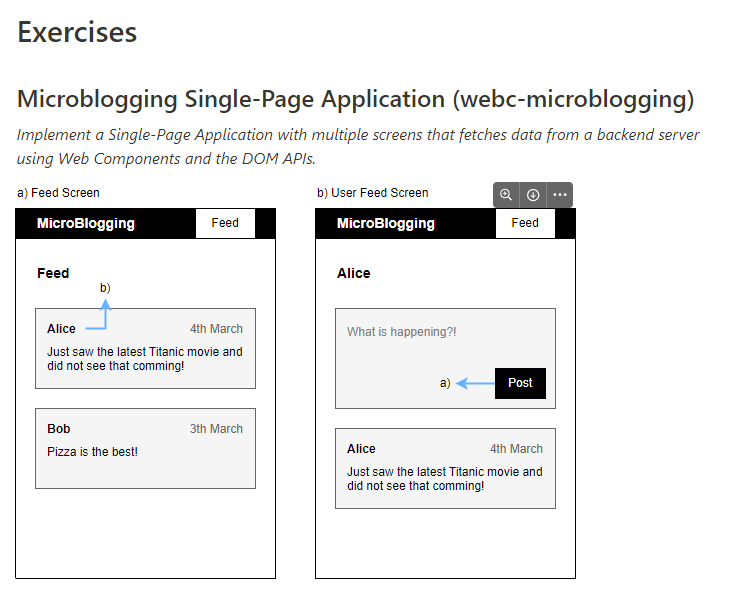 Exercises
Microblogging Single-Page Application (webc-microblogging)
Implement a Single-Page Application with multiple screens that fetches data from a backend server
using Web Components and the DOM APIs.
a) Feed Screen
MicroBlogging
Feed
Feed
b)
Alice
4th March
Just saw the latest Titanic movie and
did not see that comming!
Bob
3th March
Pizza is the best!
b) User Feed Screen
MicroBlogging
Feed
Alice
What is happening?!
a)
Post
Alice
4th March
Just saw the latest Titanic movie and
did not see that comming!